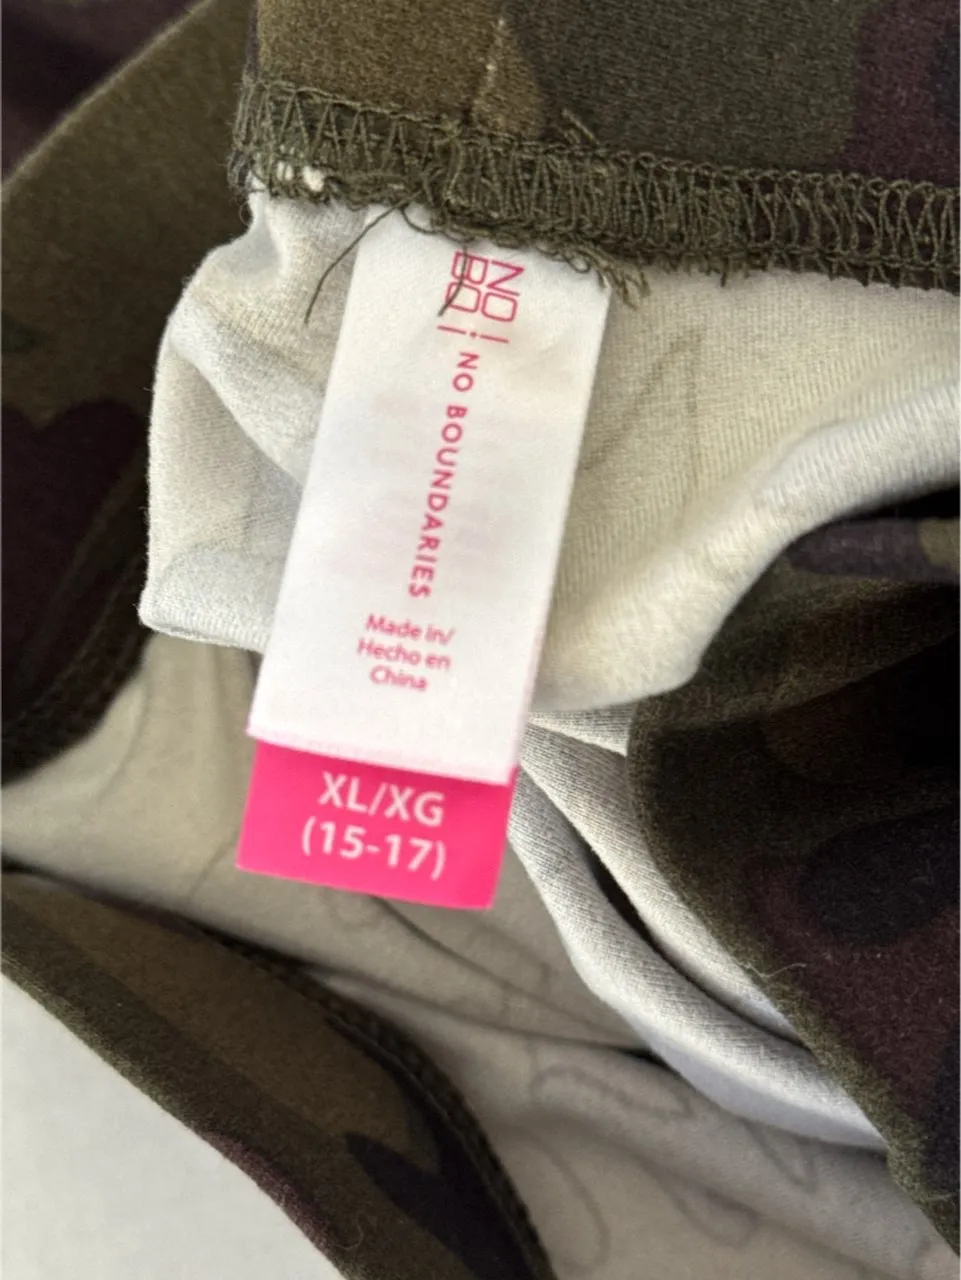 NO
BO
NO BOUNDARIES
Made in/
Hecho en
China
XL/XG
(15-17)